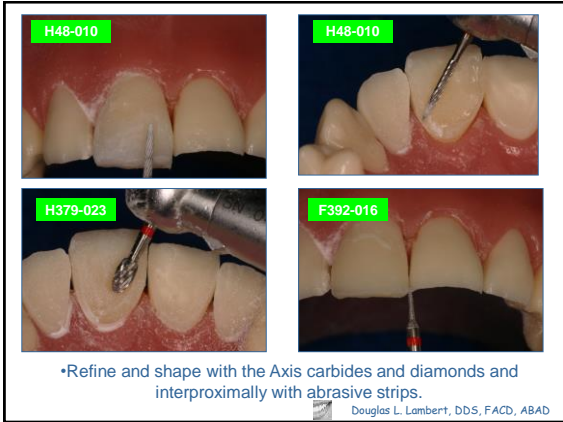 H48-010
H48-010
H379-023
F392-016
•Refine and shape with the Axis carbides and diamonds and
interproximally with abrasive strips.
Douglas L. Lambert, DDS, FACD, ABAD